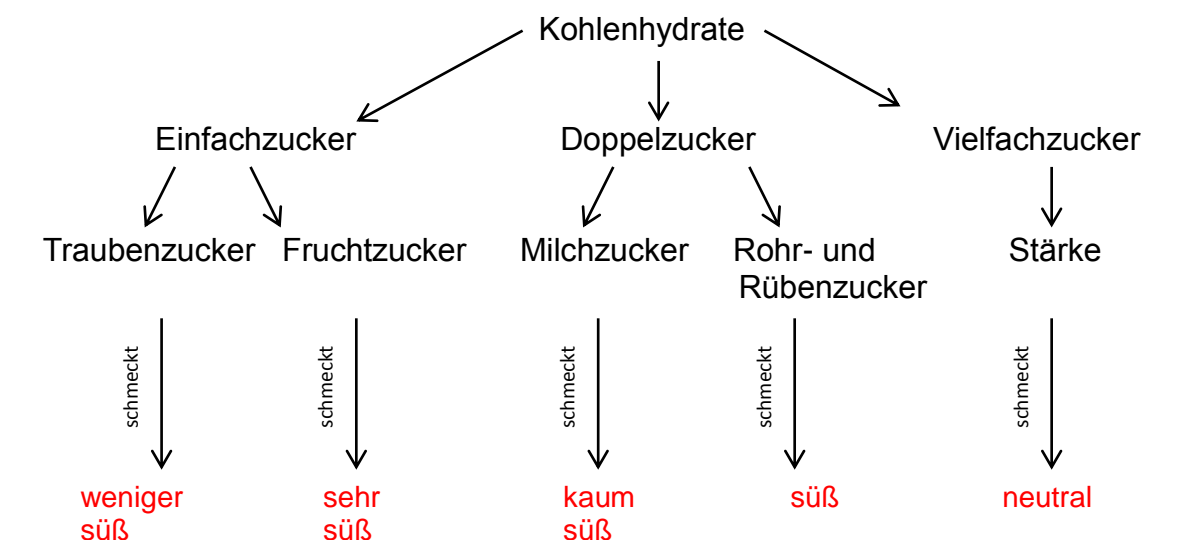 Kohlenhydrate
Einfachzucker Doppelzucker Vielfachzucker
Traubenzucker Fruchtzucker Milchzucker Rohr- und Stärke
Rübenzucker
schmeckt schmeckt schmeckt schmeckt schmeckt
weniger sehr kaum süß neutral
süß süß süß